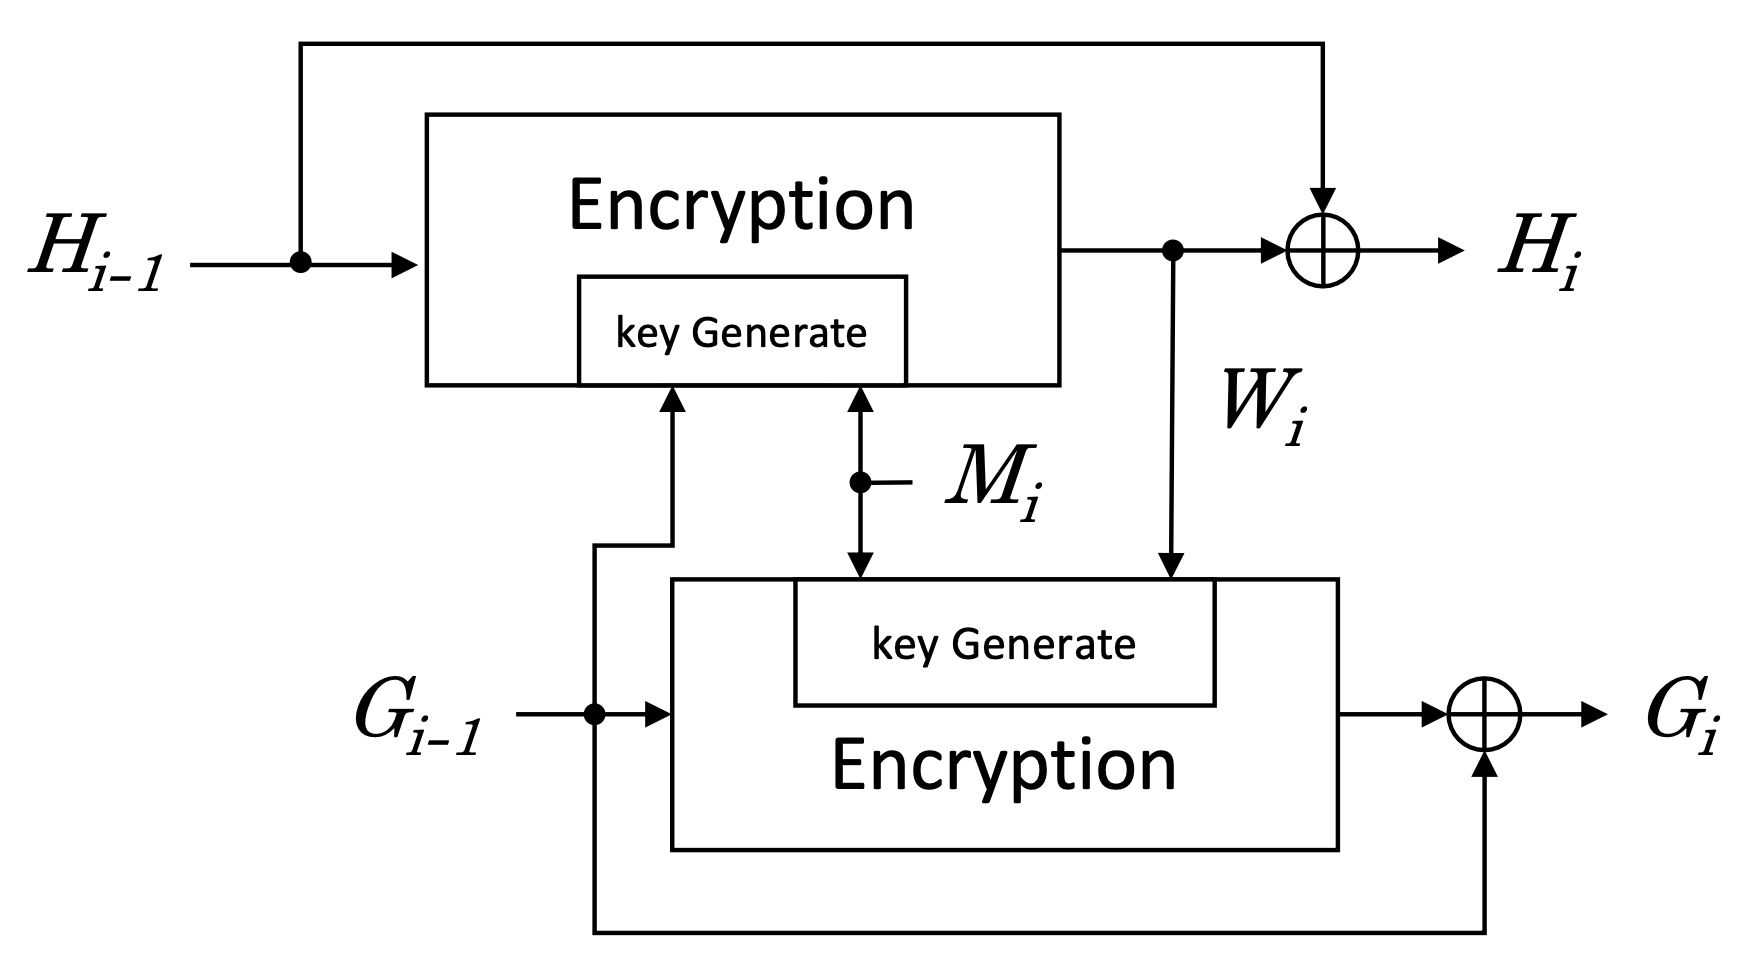 Encryption
H_{i-1}
H_i
key Generate
W_i
M_i
key Generate
G_{i-1}
G_i
Encryption